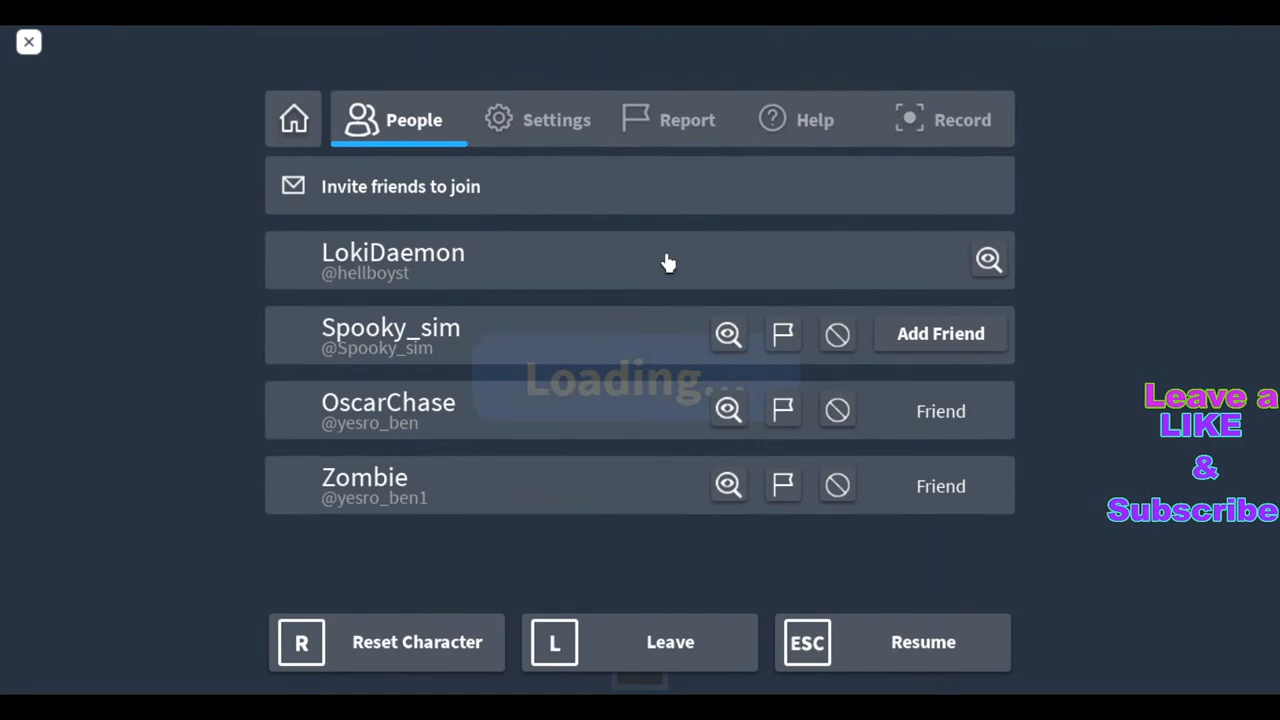 People
Settings
Report
Help
Record
Invite friends to join
LokiDaemon
@hellboyst
Spooky_sim
@Spooky_sim
Add Friend
Loading...
OscarChase
@yesro_ben
Friend
Zombie
@yesro_ben1
Friend
Leave a
LIKE
&
Subscribe
R Reset Character
L Leave
ESC Resume